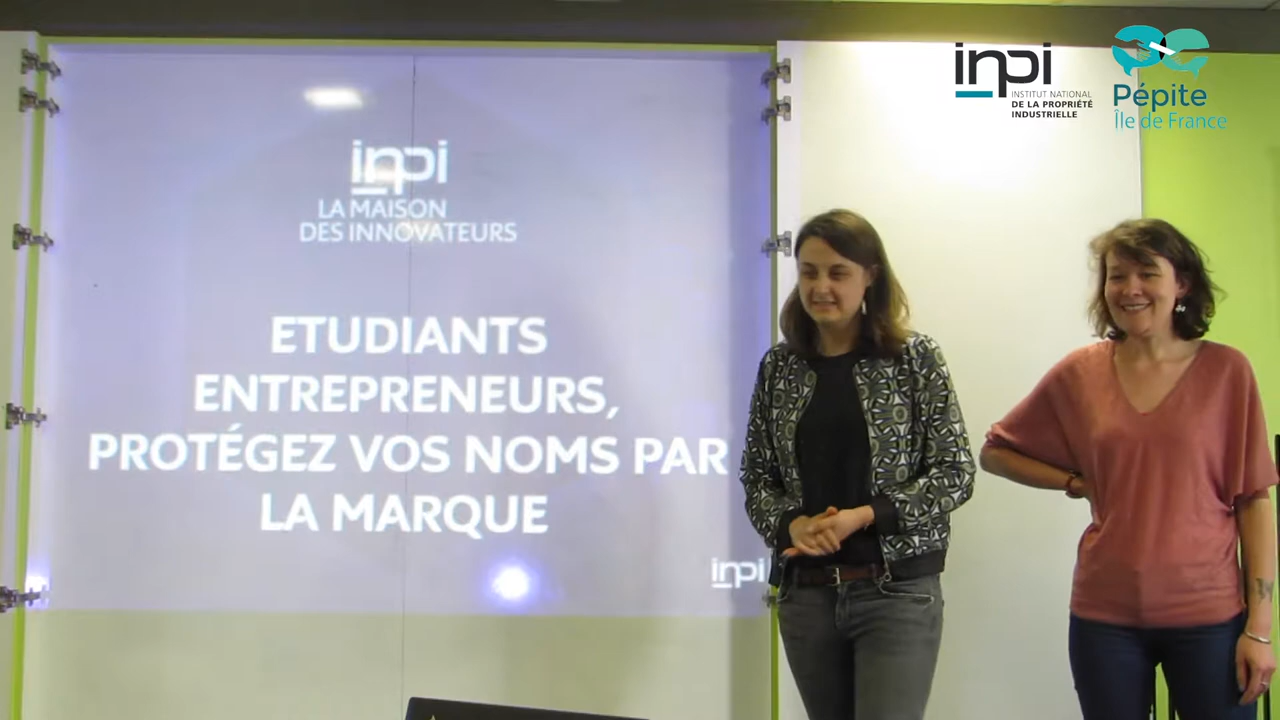 inpi
INSTITUT NATIONAL
DE LA PROPRIÉTÉ
INDUSTRIELLE
Pépite
Île de France
inpi
LA MAISON
DES INNOVATEURS
ETUDIANTS
ENTREPRENEURS,
PROTÉGEZ VOS NOMS PAR
LA MARQUE
inpi